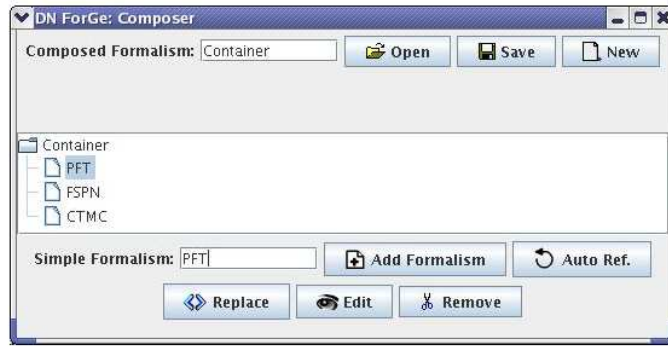 DN ForGe: Composer
Composed Formalism: Container Open Save New
Container
PFT
FSPN
CTMC
Simple Formalism: PFT Add Formalism Auto Ref.
Replace Edit Remove